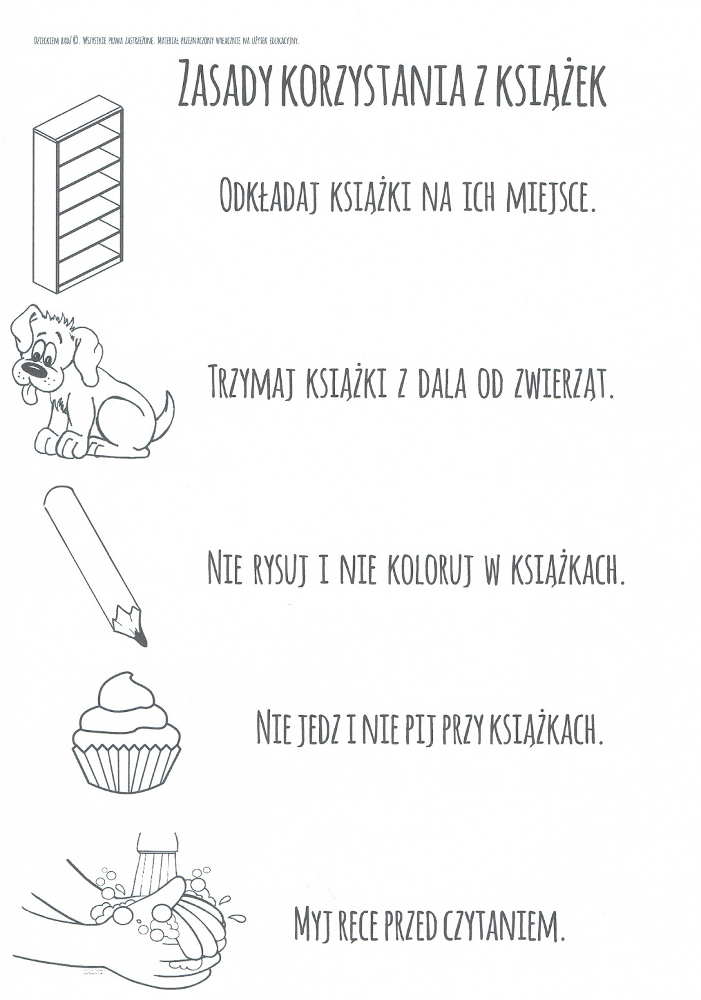 Dzieckiem bądź ©. Wszystkie prawa zastrzeżone. Materiał przeznaczony wyłącznie na użytek edukacyjny.
Zasady korzystania z książek
Odkładaj książki na ich miejsce.
Trzymaj książki z dala od zwierząt.
Nie rysuj i nie koloruj w książkach.
Nie jedz i nie pij przy książkach.
Myj ręce przed czytaniem.